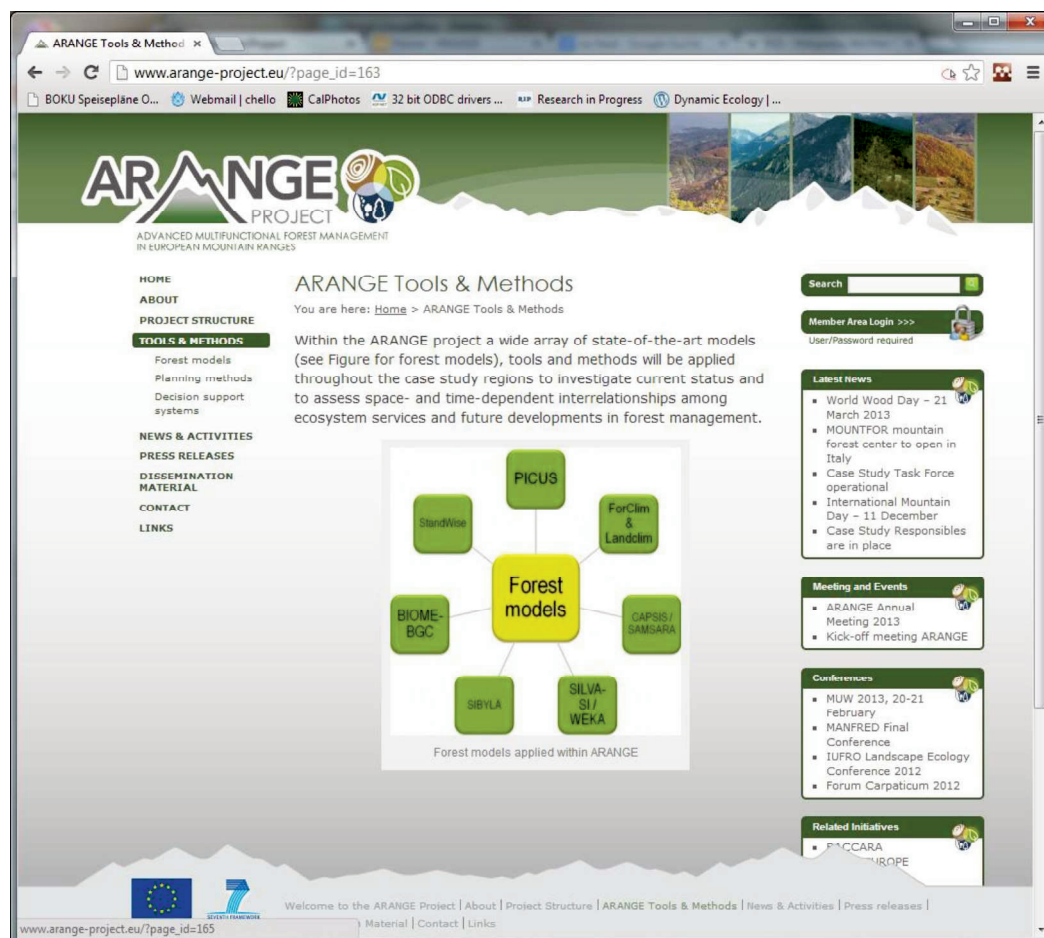 ARANGE Tools & Method
www.arange-project.eu/?page_id=163
BOKU Speisepläne O... Webmail | chello CalPhotos 32 bit ODBC drivers ... RIP Research in Progress Dynamic Ecology | ...
ARANGE
PROJECT
ADVANCED MULTIFUNCTIONAL FOREST MANAGEMENT
IN EUROPEAN MOUNTAIN RANGES
HOME
ABOUT
PROJECT STRUCTURE
TOOLS & METHODS
Forest models
Planning methods
Decision support
systems
NEWS & ACTIVITIES
PRESS RELEASES
DISSEMINATION
MATERIAL
CONTACT
LINKS
ARANGE Tools & Methods
You are here: Home > ARANGE Tools & Methods
Within the ARANGE project a wide array of state-of-the-art models
(see Figure for forest models), tools and methods will be applied
throughout the case study regions to investigate current status and
to assess space- and time-dependent interrelationships among
ecosystem services and future developments in forest management.
PICUS
StandWise
ForClim
&
Landclim
Forest
models
BIOME-
BGC
CAPSIS /
SAMSARA
SIBYLA
SILVA-
SI /
WEKA
Forest models applied within ARANGE
Search
Member Area Login >>>
User/Password required
Latest News
World Wood Day – 21
March 2013
MOUNTFOR mountain
forest center to open in
Italy
Case Study Task Force
operational
International Mountain
Day – 11 December
Case Study Responsibles
are in place
Meeting and Events
ARANGE Annual
Meeting 2013
Kick-off meeting ARANGE
Conferences
MUW 2013, 20-21
February
MANFRED Final
Conference
IUFRO Landscape Ecology
Conference 2012
Forum Carpaticum 2012
Related Initiatives
BACCARA
EUROPE
SEVENTH FRAMEWORK
Welcome to the ARANGE Project | About | Project Structure | ARANGE Tools & Methods | News & Activities | Press releases |
Material | Contact | Links
www.arange-project.eu/?page_id=165